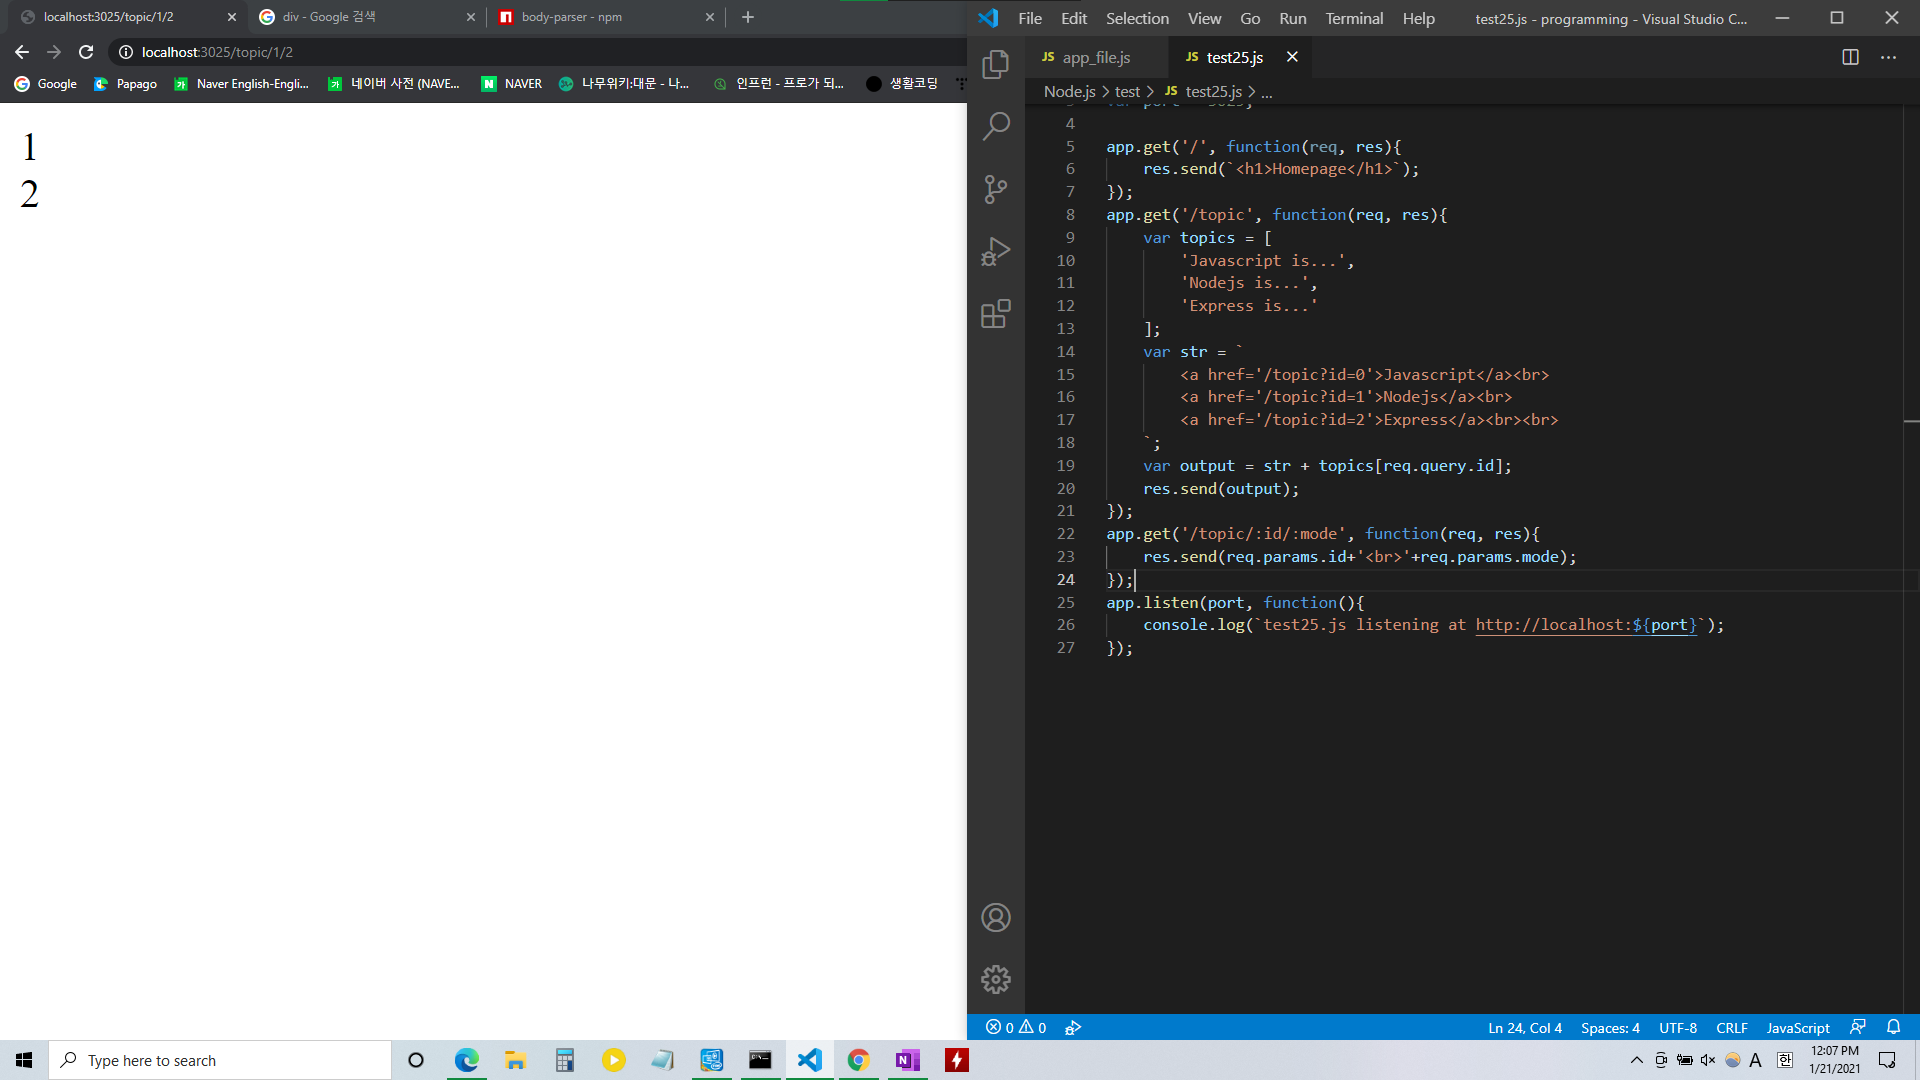 localhost:3025/topic/1/2
div - Google 검색
body-parser - npm
localhost:3025/topic/1/2
Google
Papago
Naver English-Engli...
네이버 사전 (NAVE...
NAVER
나무위키:대문 - 나...
인프런 - 프로가 되...
생활코딩
1
2
File Edit Selection View Go Run Terminal Help
test25.js - programming - Visual Studio C...
JS app_file.js
JS test25.js
Node.js > test > JS test25.js > ...
3 var port = 3025;
4
5 app.get('/', function(req, res){
6 res.send(`<h1>Homepage</h1>`);
7 });
8 app.get('/topic', function(req, res){
9 var topics = [
10 'Javascript is...',
11 'Nodejs is...',
12 'Express is...'
13 ];
14 var str = `
15 <a href='/topic?id=0'>Javascript</a><br>
16 <a href='/topic?id=1'>Nodejs</a><br>
17 <a href='/topic?id=2'>Express</a><br><br>
18 `;
19 var output = str + topics[req.query.id];
20 res.send(output);
21 });
22 app.get('/topic/:id/:mode', function(req, res){
23 res.send(req.params.id+'<br>'+req.params.mode);
24 });
25 app.listen(port, function(){
26 console.log(`test25.js listening at http://localhost:${port}`);
27 });
0 0
Ln 24, Col 4 Spaces: 4 UTF-8 CRLF JavaScript
Type here to search
N
A
한
12:07 PM
1/21/2021